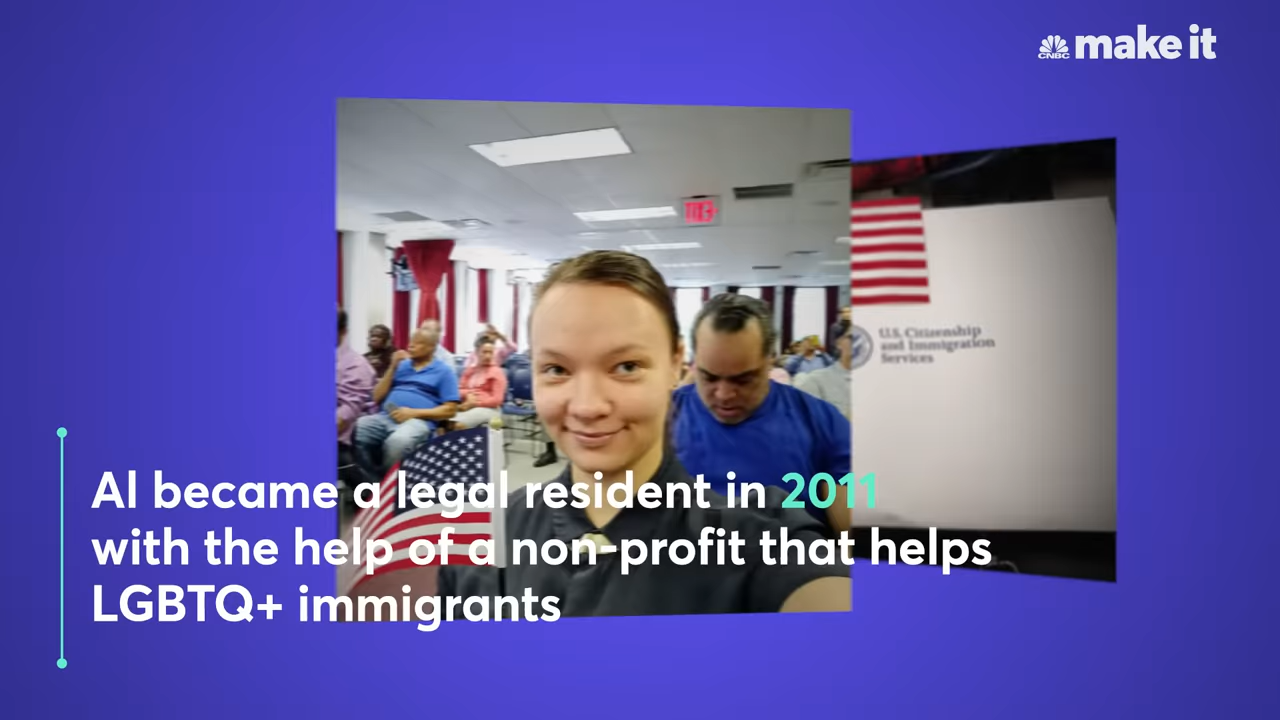 CNBC make it
U.S. Citizenship
and Immigration
Services
Al became a legal resident in 2011
with the help of a non-profit that helps
LGBTQ+ immigrants